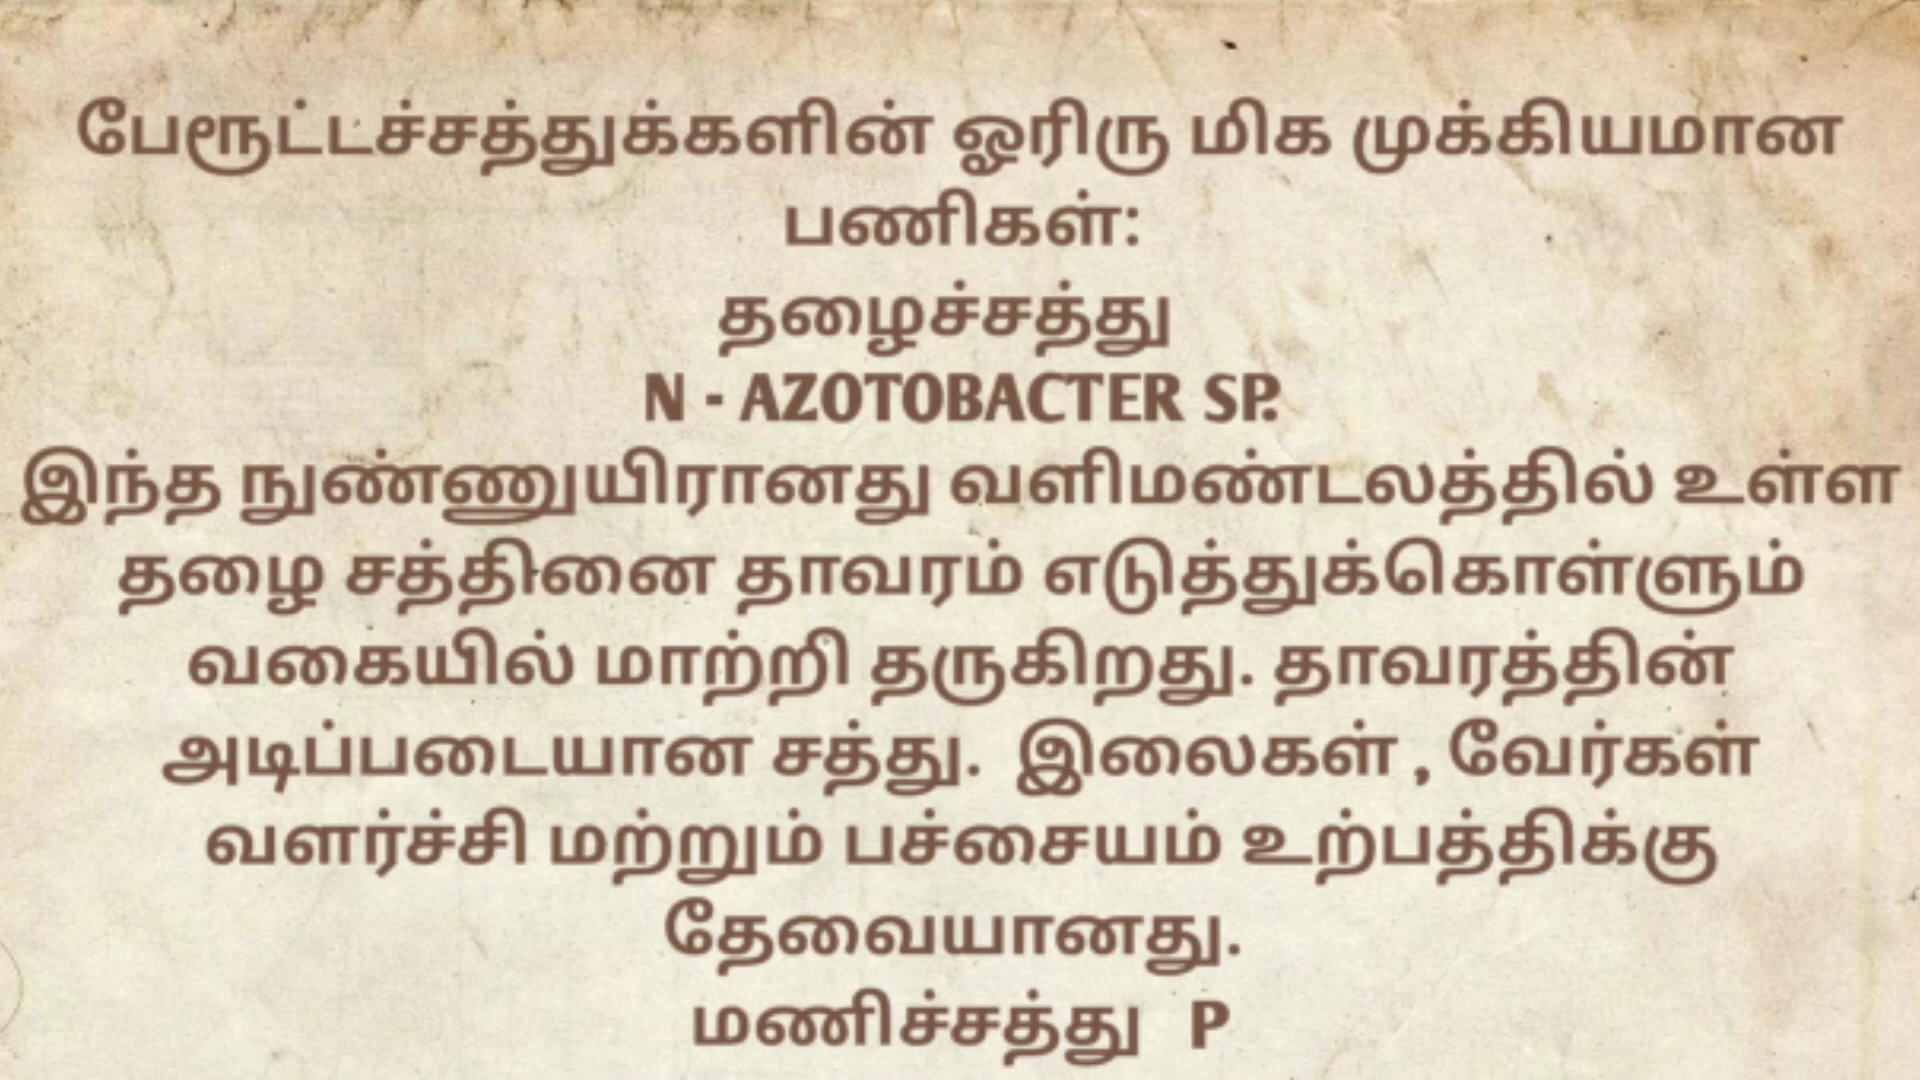 பேரூட்டச்சத்துக்களின் ஓரிரு மிக முக்கியமான
பணிகள்:
தழைச்சத்து
N - AZOTOBACTER SP.
இந்த நுண்ணுயிரானது வளிமண்டலத்தில் உள்ள
தழை சத்தினை தாவரம் எடுத்துக்கொள்ளும்
வகையில் மாற்றி தருகிறது. தாவரத்தின்
அடிப்படையான சத்து. இலைகள் , வேர்கள்
வளர்ச்சி மற்றும் பச்சையம் உற்பத்திக்கு
தேவையானது.
மணிச்சத்து P